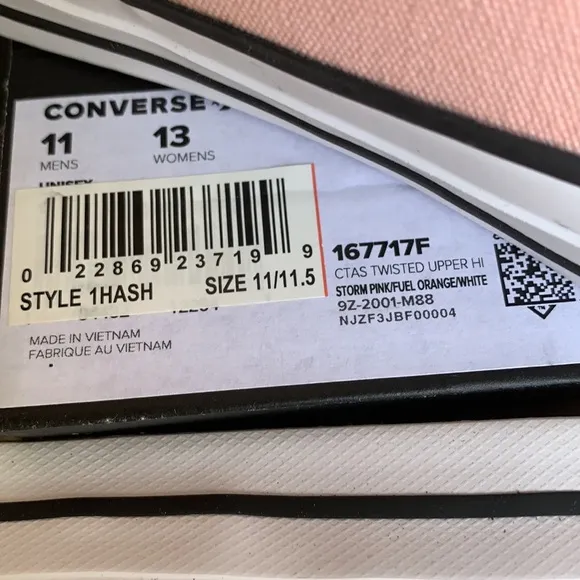 CONVERSE
11 13
MENS WOMENS
UNISEX
0 22869 23719 9
STYLE 1HASH SIZE 11/11.5
167717F
CTAS TWISTED UPPER HI
STORM PINK/FUEL ORANGE/WHITE
9Z-2001-M88
NJZF3JBF00004
MADE IN VIETNAM
FABRIQUE AU VIETNAM